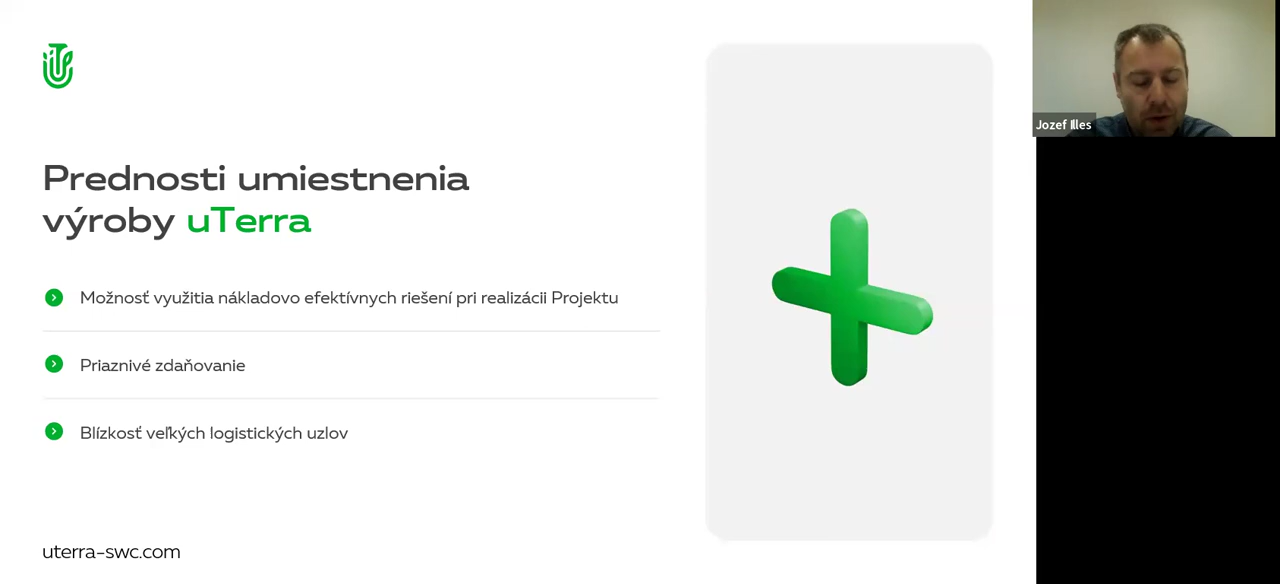 Prednosti umiestnenia
výroby uTerra
Možnosť využitia nákladovo efektívnych riešení pri realizácii Projektu
Priaznivé zdaňovanie
Blízkosť veľkých logistických uzlov
uterra-swc.com
Jozef Illes